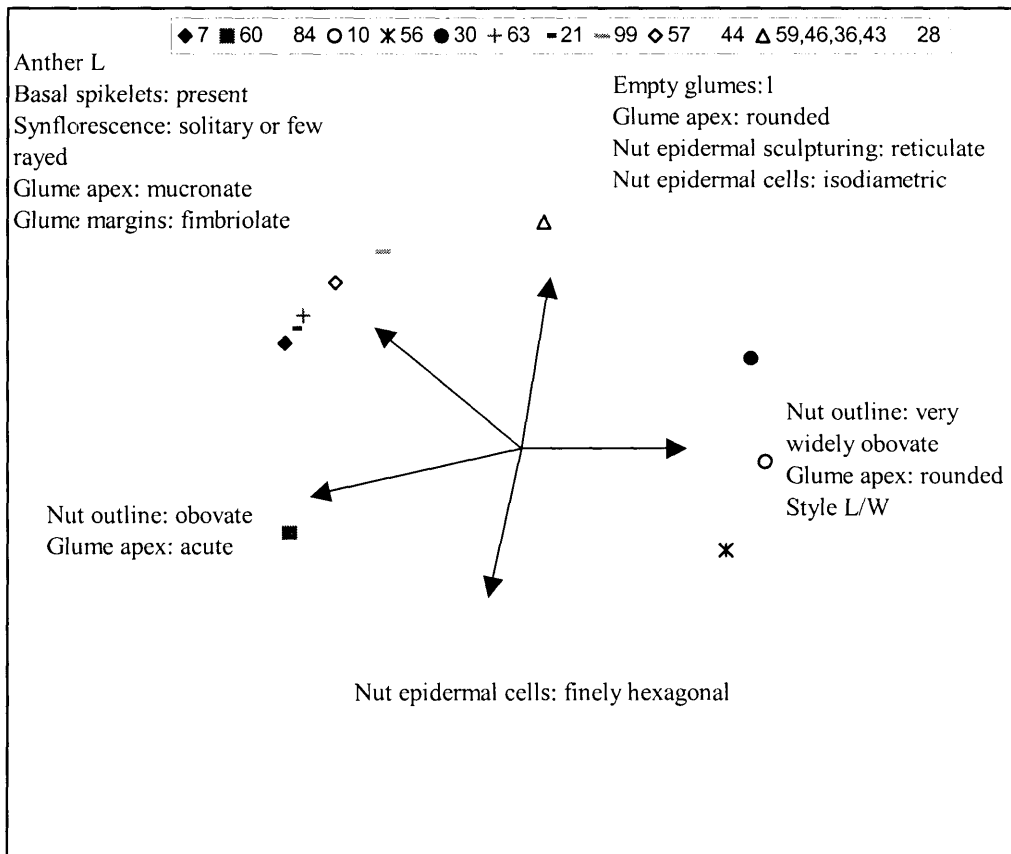 7 60 84 10 56 30 63 21 99 57 44 59,46,36,43 28
Anther L
Basal spikelets: present
Synflorescence: solitary or few
rayed
Glume apex: mucronate
Glume margins: fimbriolate
Empty glumes:1
Glume apex: rounded
Nut epidermal sculpturing: reticulate
Nut epidermal cells: isodiametric
Nut outline: very
widely obovate
Glume apex: rounded
Style L/W
Nut outline: obovate
Glume apex: acute
Nut epidermal cells: finely hexagonal